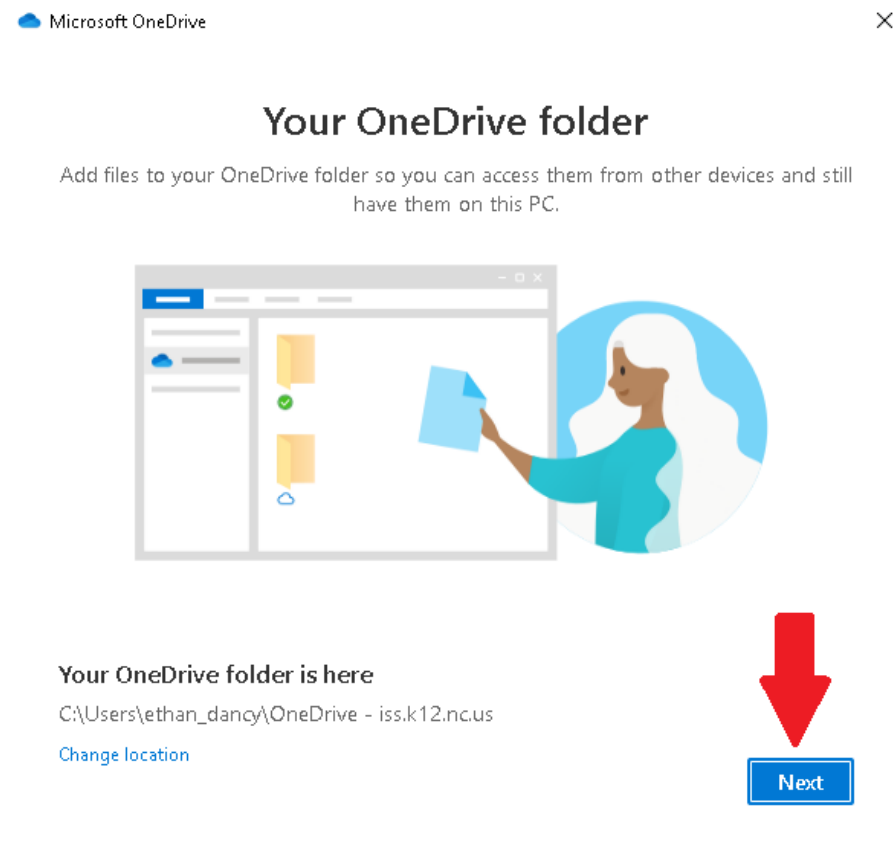 Microsoft OneDrive
Your OneDrive folder
Add files to your OneDrive folder so you can access them from other devices and still
have them on this PC.
Your OneDrive folder is here
C:\Users\ethan_dancy\OneDrive - iss.k12.nc.us
Change location
Next